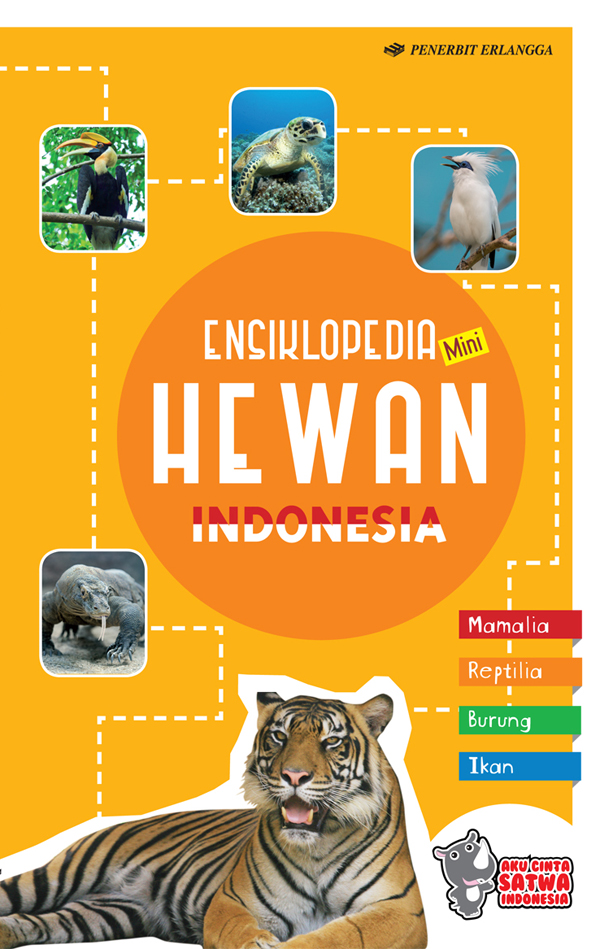 PENERBIT ERLANGGA
ENSIKLOPEDIA Mini
HEWAN
INDONESIA
Mamalia
Reptilia
Burung
Ikan
AKU CINTA
SATWA
INDONESIA